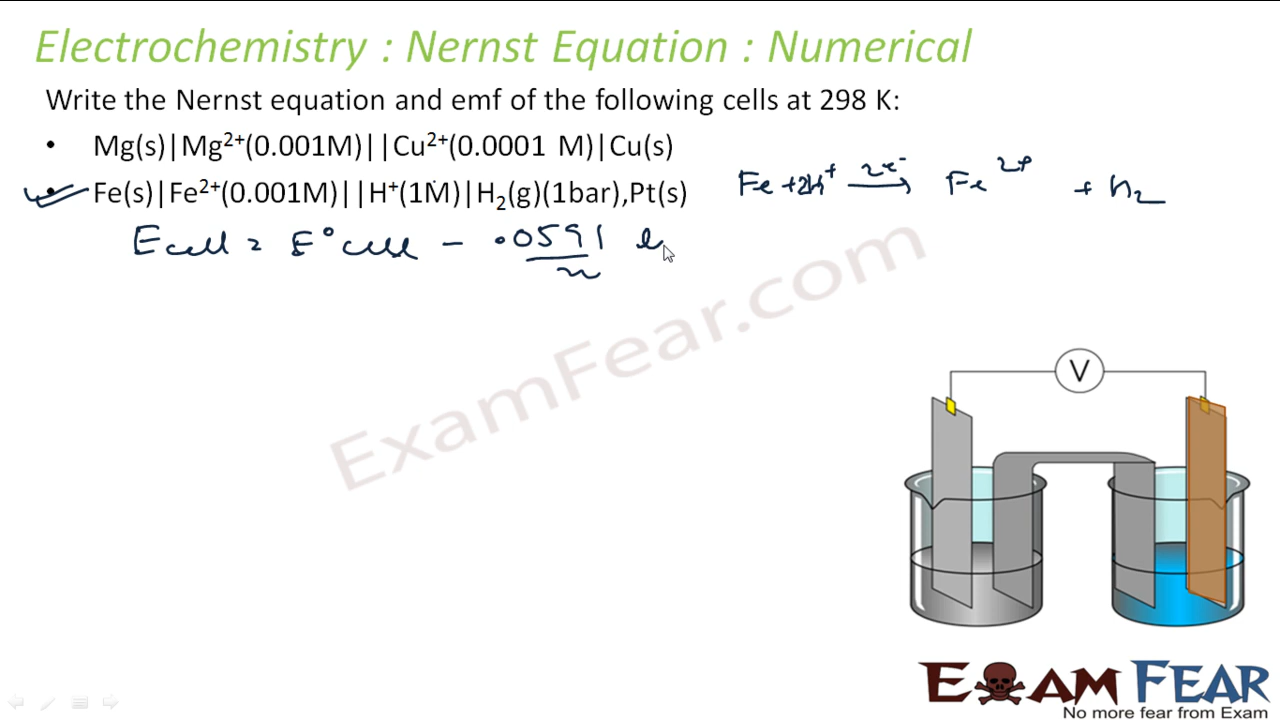 Electrochemistry : Nernst Equation : Numerical
Write the Nernst equation and emf of the following cells at 298 K:
• Mg(s)|Mg²⁺(0.001M)||Cu²⁺(0.0001 M)|Cu(s)
• Fe(s)|Fe²⁺(0.001M)||H⁺(1M)|H₂(g)(1bar),Pt(s)
Fe + 2H⁺ 2e⁻ → Fe²⁺ + H₂
Ecell = E°cell − .0591/n l
ExamFear.com
V
EXAM FEAR
No more fear from Exam